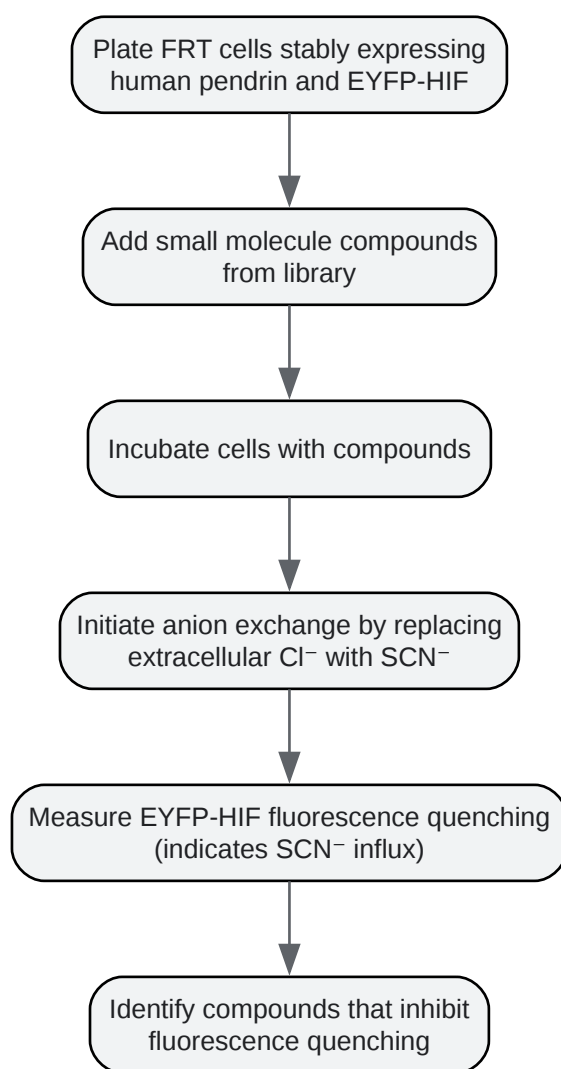 Plate FRT cells stably expressing
human pendrin and EYFP-HIF
Add small molecule compounds
from library
Incubate cells with compounds
Initiate anion exchange by replacing
extracellular Cl⁻ with SCN⁻
Measure EYFP-HIF fluorescence quenching
(indicates SCN⁻ influx)
Identify compounds that inhibit
fluorescence quenching